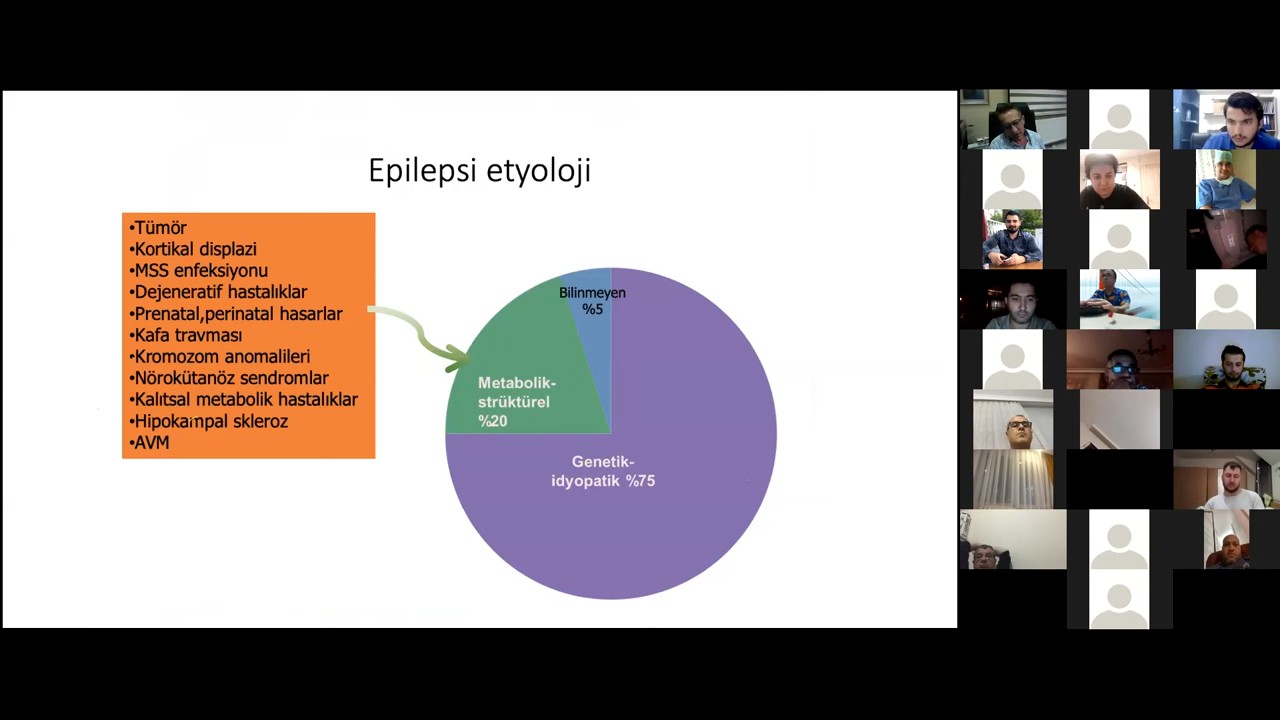 Epilepsi etyoloji
•Tümör
•Kortikal displazi
•MSS enfeksiyonu
•Dejeneratif hastalıklar
•Prenatal,perinatal hasarlar
•Kafa travması
•Kromozom anomalileri
•Nörokütanöz sendromlar
•Kalıtsal metabolik hastalıklar
•Hipokampal skleroz
•AVM
Bilinmeyen
%5
Metabolik-
strüktürel
%20
Genetik-
idyopatik %75